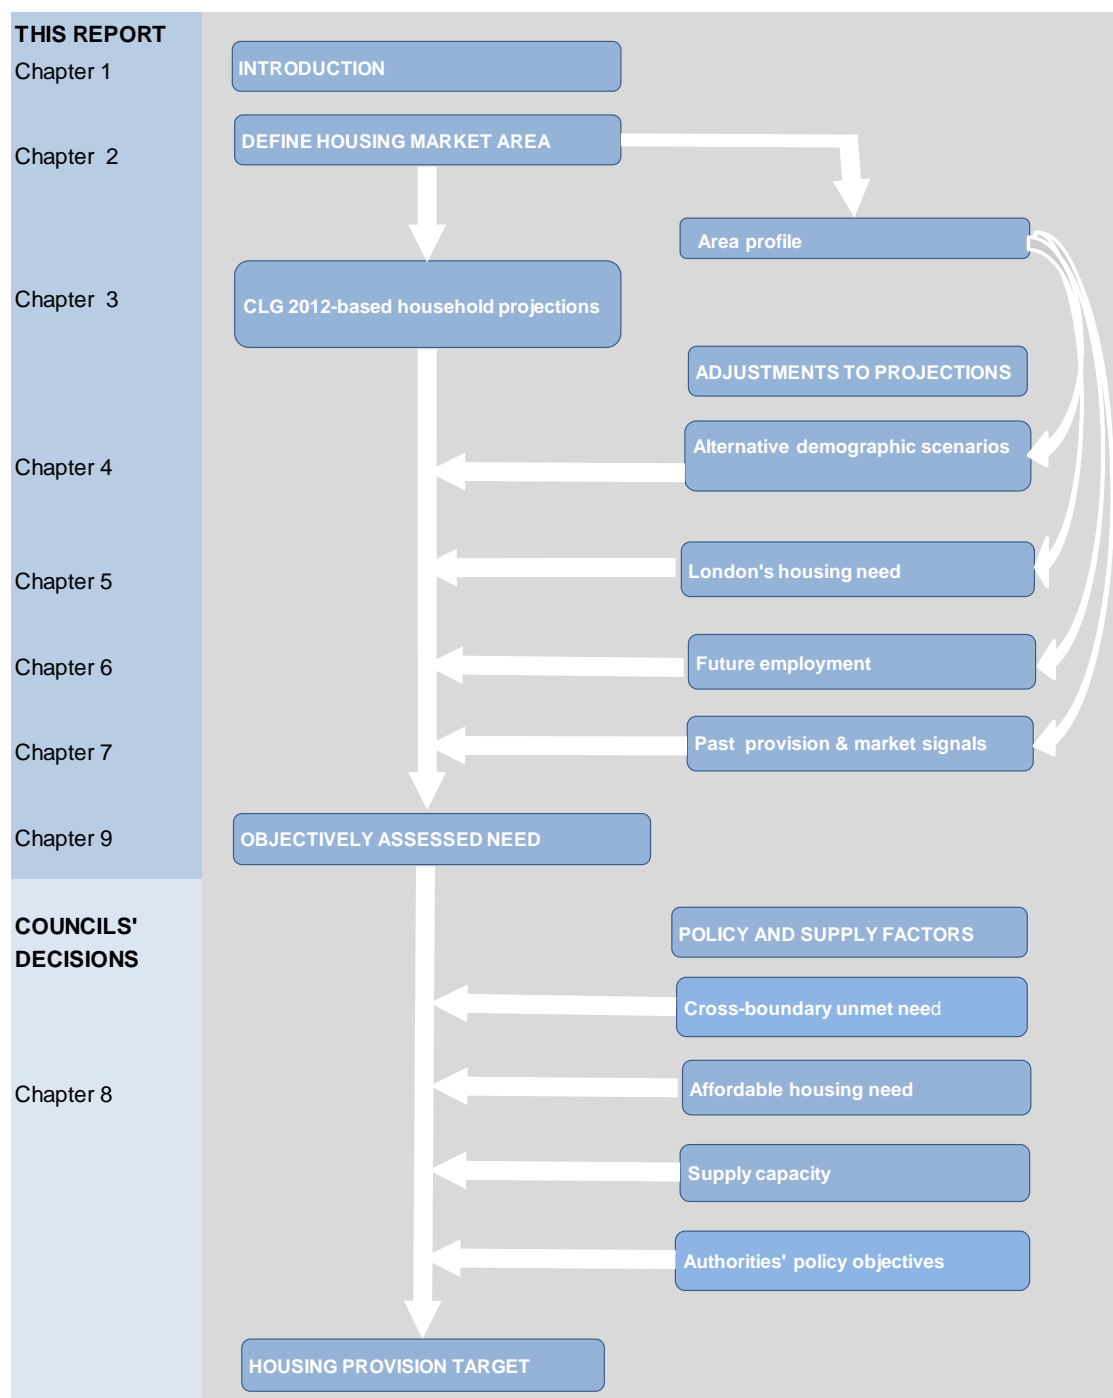 THIS REPORT
Chapter 1
INTRODUCTION
Chapter 2
DEFINE HOUSING MARKET AREA
Area profile
Chapter 3
CLG 2012-based household projections
ADJUSTMENTS TO PROJECTIONS
Chapter 4
Alternative demographic scenarios
Chapter 5
London's housing need
Chapter 6
Future employment
Chapter 7
Past provision & market signals
Chapter 9
OBJECTIVELY ASSESSED NEED
COUNCILS'
DECISIONS
POLICY AND SUPPLY FACTORS
Cross-boundary unmet need
Chapter 8
Affordable housing need
Supply capacity
Authorities' policy objectives
HOUSING PROVISION TARGET